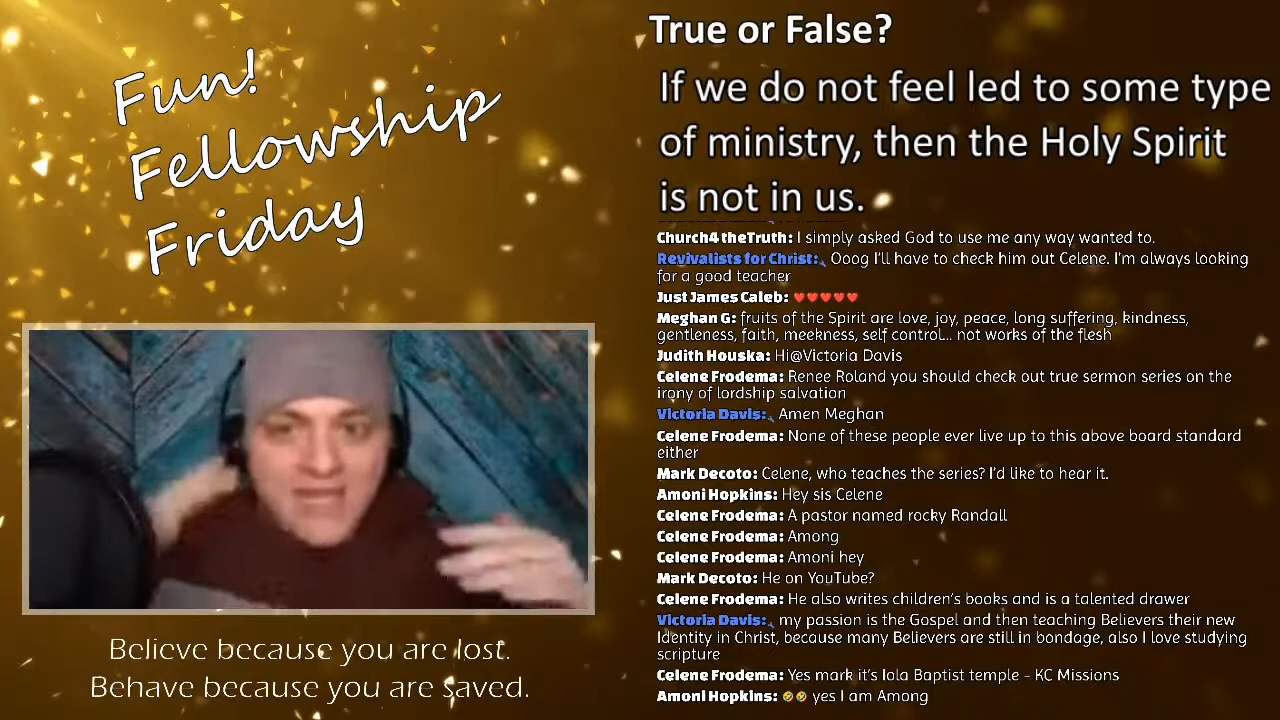 Fun!
Fellowship
Friday
Believe because you are lost.
Behave because you are saved.
True or False?
If we do not feel led to some type
of ministry, then the Holy Spirit
is not in us.
Church4 theTruth: I simply asked God to use me any way wanted to.
Revivalists for Christ: Ooog I'll have to check him out Celene. I'm always looking
for a good teacher
Just James Caleb: ❤❤❤❤❤
Meghan G: fruits of the Spirit are love, joy, peace, long suffering, kindness,
gentleness, faith, meekness, self control... not works of the flesh
Judith Houska: Hi@Victoria Davis
Celene Frodema: Renee Roland you should check out true sermon series on the
irony of lordship salvation
Victoria Davis: Amen Meghan
Celene Frodema: None of these people ever live up to this above board standard
either
Mark Decoto: Celene, who teaches the series? I'd like to hear it.
Amoni Hopkins: Hey sis Celene
Celene Frodema: A pastor named rocky Randall
Celene Frodema: Among
Celene Frodema: Amoni hey
Mark Decoto: He on YouTube?
Celene Frodema: He also writes children's books and is a talented drawer
Victoria Davis: my passion is the Gospel and then teaching Believers their new
Identity in Christ, because many Believers are still in bondage, also I love studying
scripture
Celene Frodema: Yes mark it's Iola Baptist temple - KC Missions
Amoni Hopkins: 🤣🤣 yes I am Among